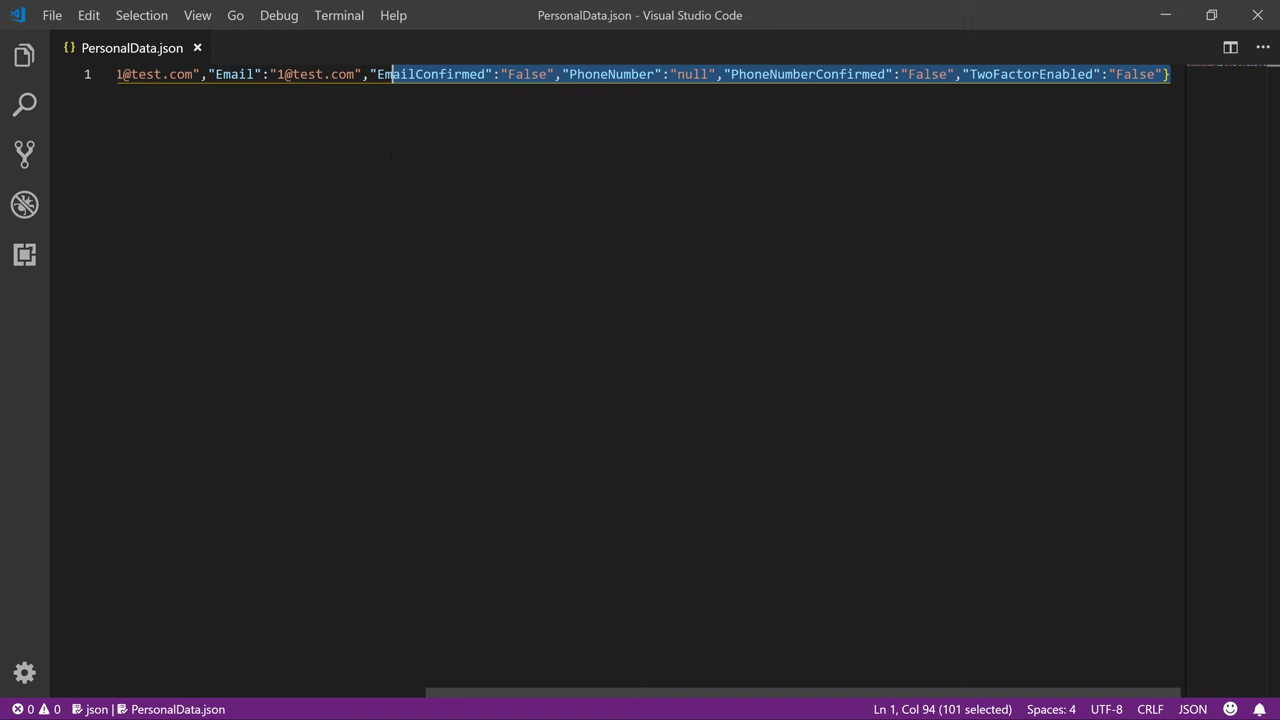 File Edit Selection View Go Debug Terminal Help
PersonalData.json - Visual Studio Code
{} PersonalData.json ×
1 1@test.com","Email":"1@test.com","EmailConfirmed":"False","PhoneNumber":"null","PhoneNumberConfirmed":"False","TwoFactorEnabled":"False"}
0 0 json | PersonalData.json Ln 1, Col 94 (101 selected) Spaces: 4 UTF-8 CRLF JSON